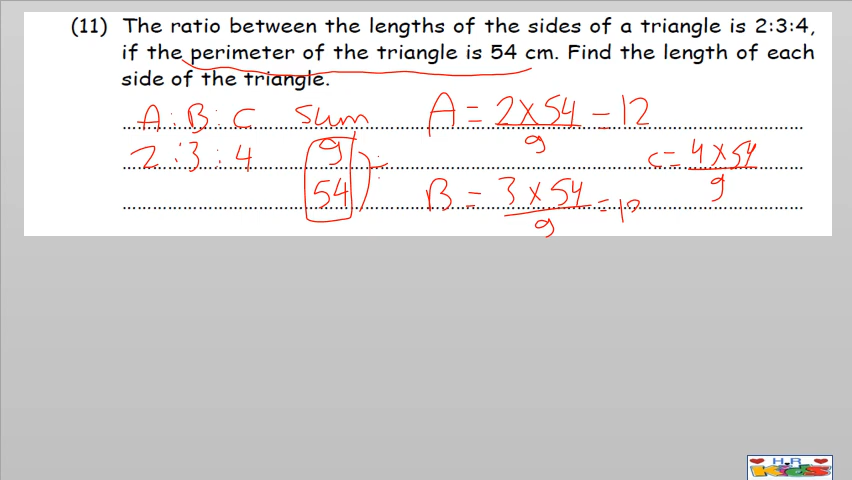 (11) The ratio between the lengths of the sides of a triangle is 2:3:4,
if the perimeter of the triangle is 54 cm. Find the length of each
side of the triangle.
A : B : C Sum A = 2 × 54 / 9 = 12
2 : 3 : 4 9 C = 4 × 54 / 9
54 B = 3 × 54 / 9 =
H.R
KIDS